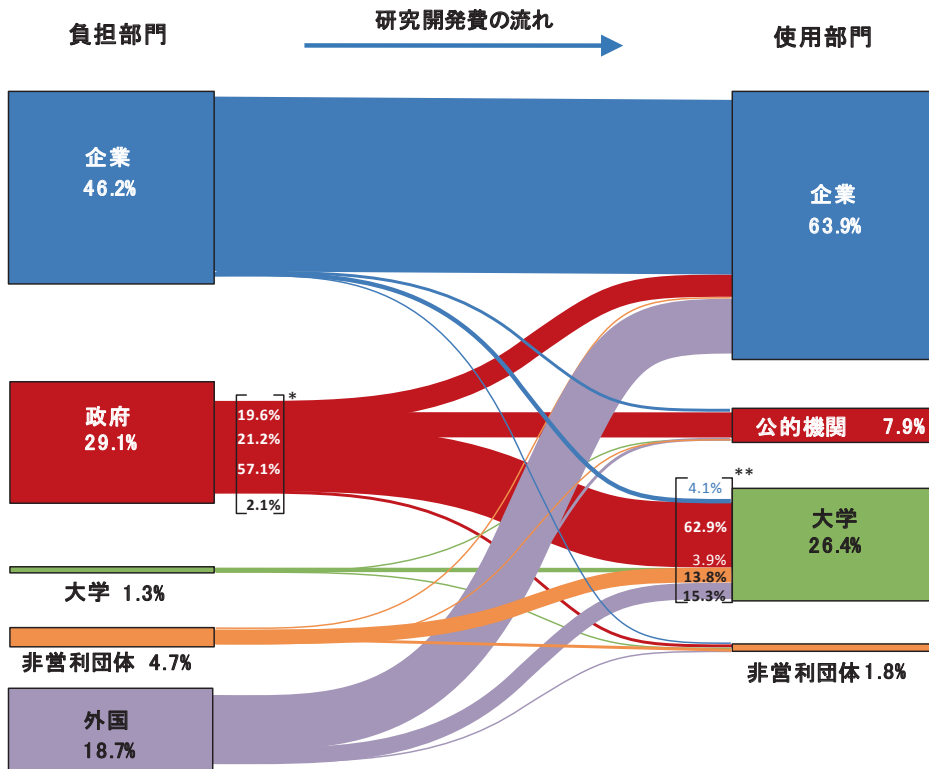 研究開発費の流れ
負担部門
使用部門
企業
46.2%
企業
63.9%
政府
29.1%
*
19.6%
21.2%
57.1%
2.1%
公的機関 7.9%
**
4.1%
62.9%
3.9%
13.8%
15.3%
大学
26.4%
大学 1.3%
非営利団体 4.7%
非営利団体 1.8%
外国
18.7%